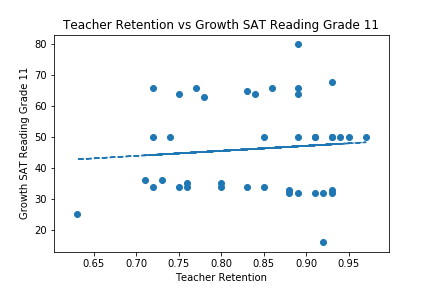 Teacher Retention vs Growth SAT Reading Grade 11
Growth SAT Reading Grade 11
80
70
60
50
40
30
20
0.65 0.70 0.75 0.80 0.85 0.90 0.95
Teacher Retention